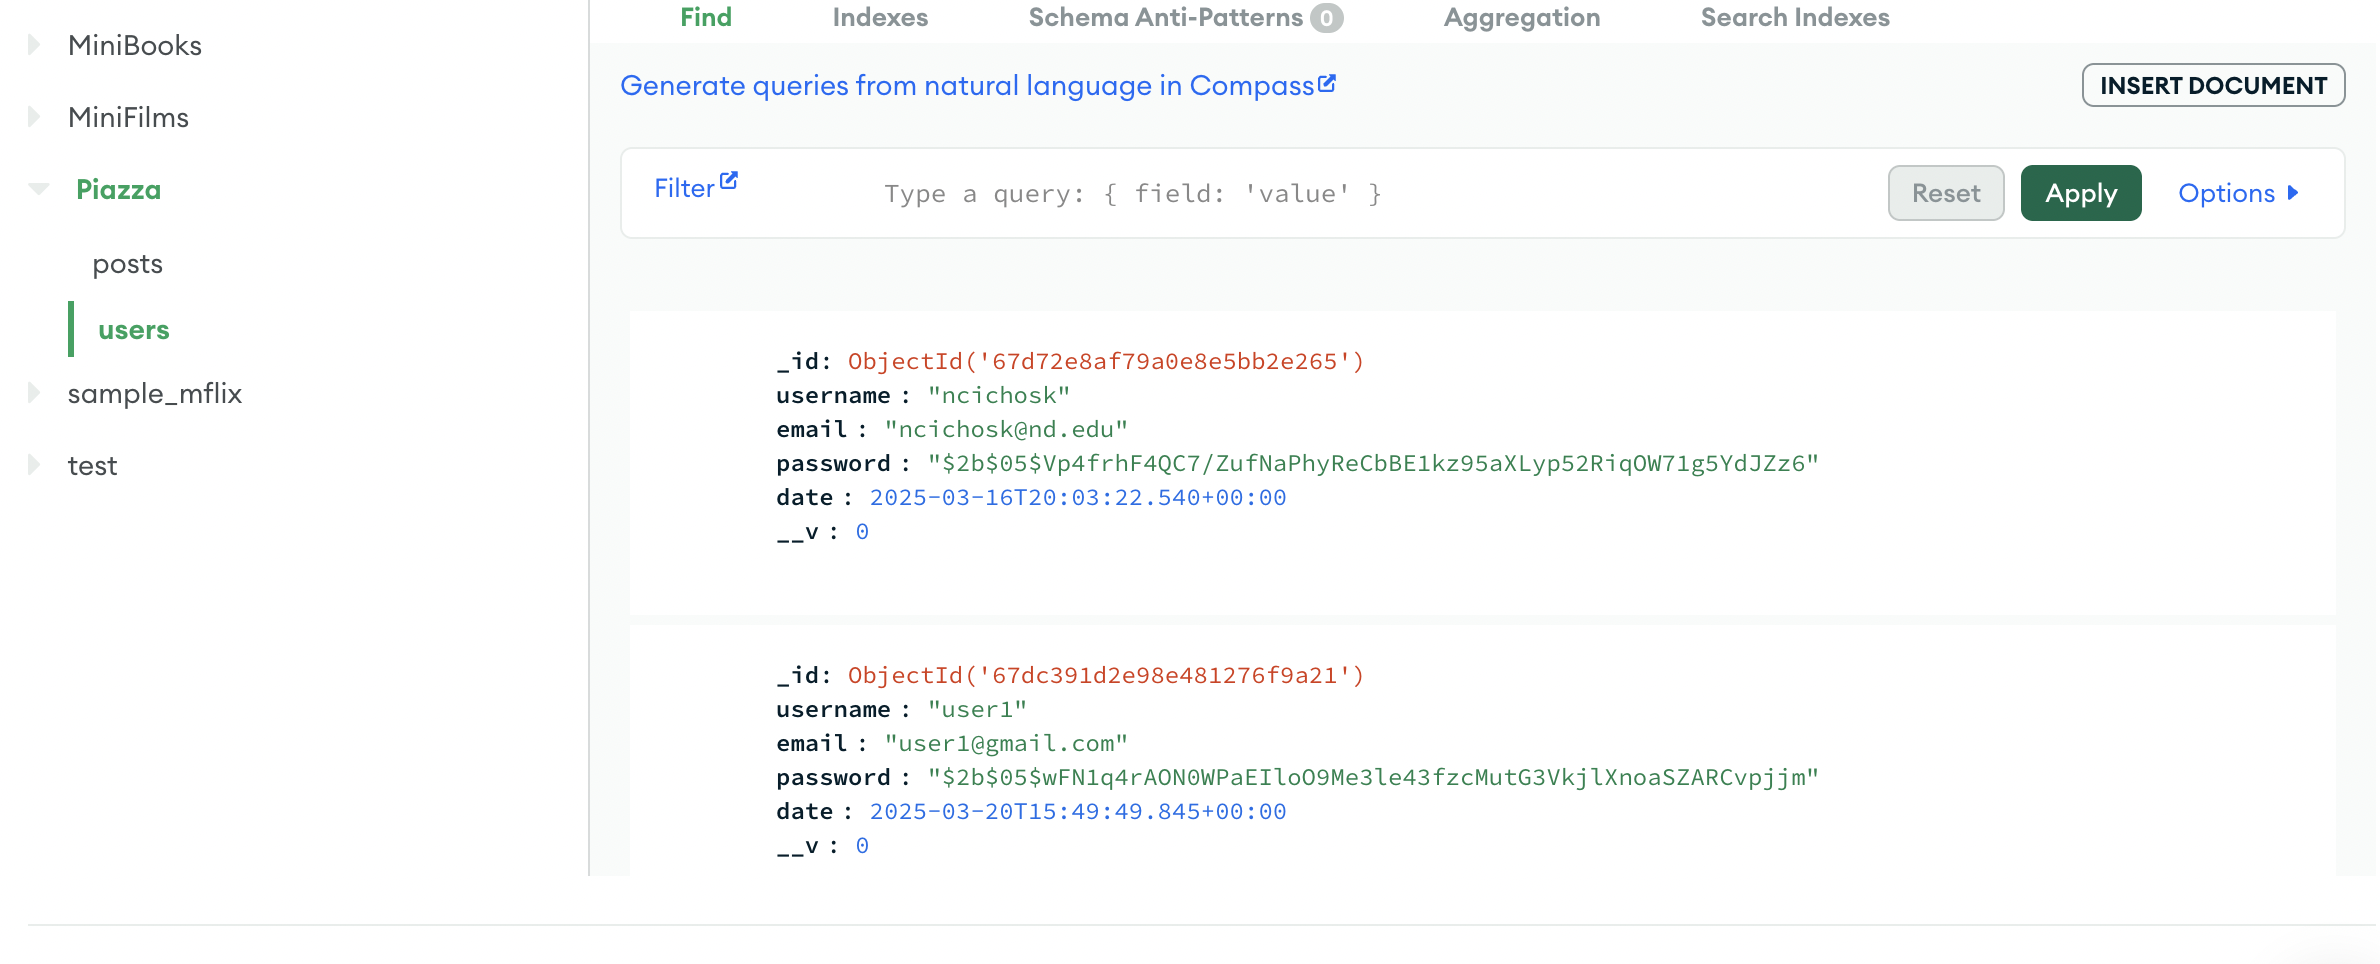 MiniBooks
MiniFilms
Piazza
posts
users
sample_mflix
test
Find Indexes Schema Anti-Patterns 0 Aggregation Search Indexes
Generate queries from natural language in Compass
INSERT DOCUMENT
Filter Type a query: { field: 'value' } Reset Apply Options
_id: ObjectId('67d72e8af79a0e8e5bb2e265')
username : "ncichosk"
email : "ncichosk@nd.edu"
password : "$2b$05$Vp4frhF4QC7/ZufNaPhyReCbBE1kz95aXLyp52RiqOW71g5YdJZz6"
date : 2025-03-16T20:03:22.540+00:00
__v : 0
_id: ObjectId('67dc391d2e98e481276f9a21')
username : "user1"
email : "user1@gmail.com"
password : "$2b$05$wFN1q4rAON0WPaEIloO9Me3le43fzcMutG3VkjlXnoaSZARCvpjjm"
date : 2025-03-20T15:49:49.845+00:00
__v : 0